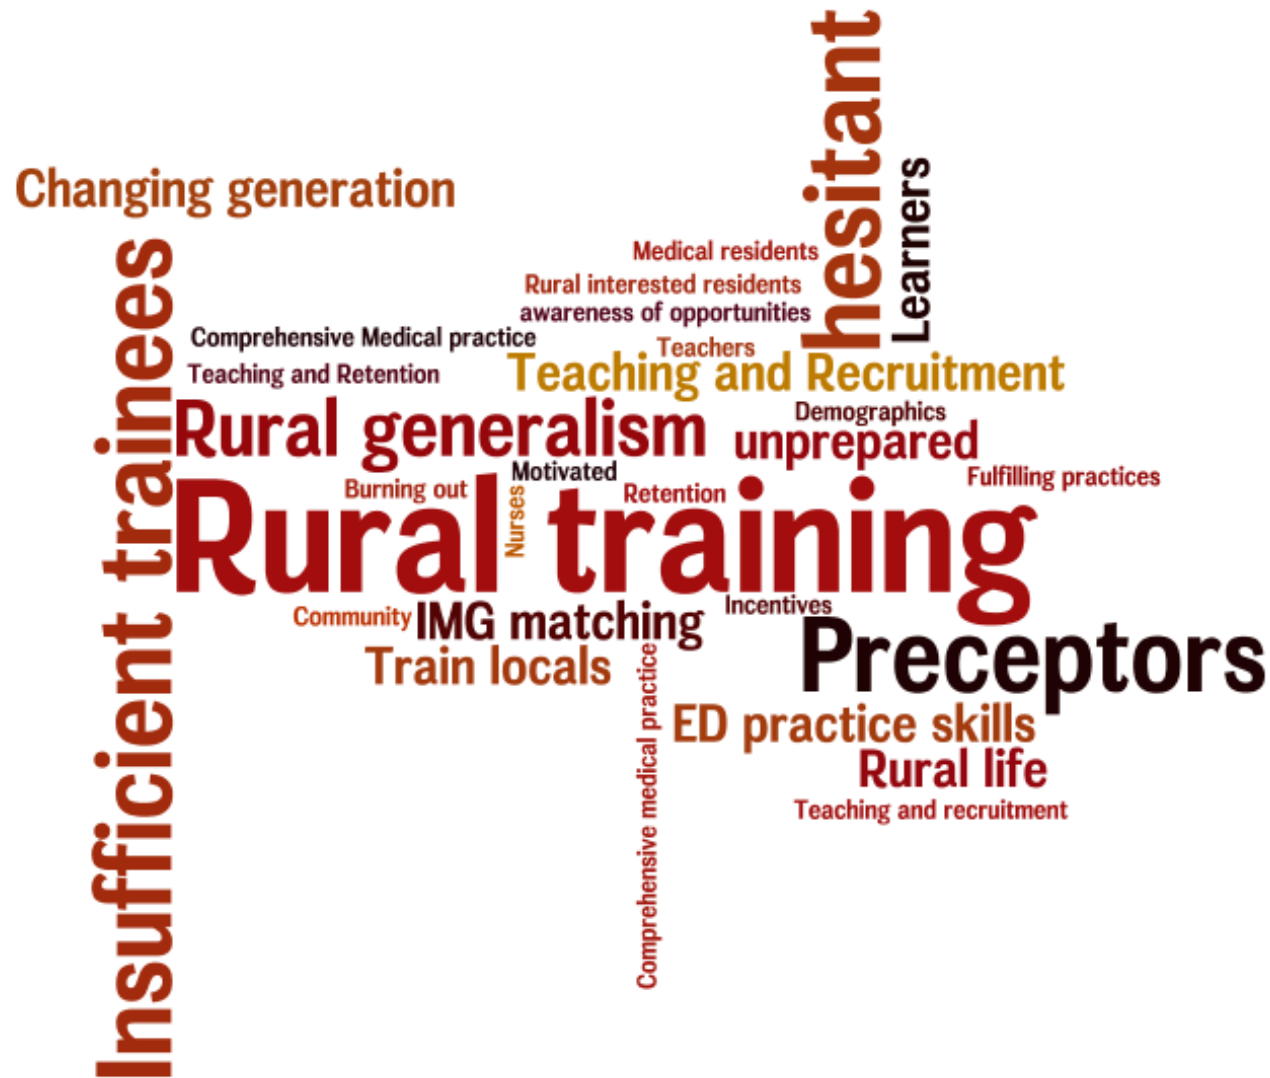 hesitant
Learners
Changing generation
Insufficient trainees
Medical residents
Rural interested residents
awareness of opportunities
Comprehensive Medical practice
Teachers
Teaching and Retention
Teaching and Recruitment
Rural generalism
Demographics
unprepared
Motivated
Fulfilling practices
Burning out
Nurses
Retention
Rural training
Incentives
Community
IMG matching
Preceptors
Train locals
Comprehensive medical practice
ED practice skills
Rural life
Teaching and recruitment